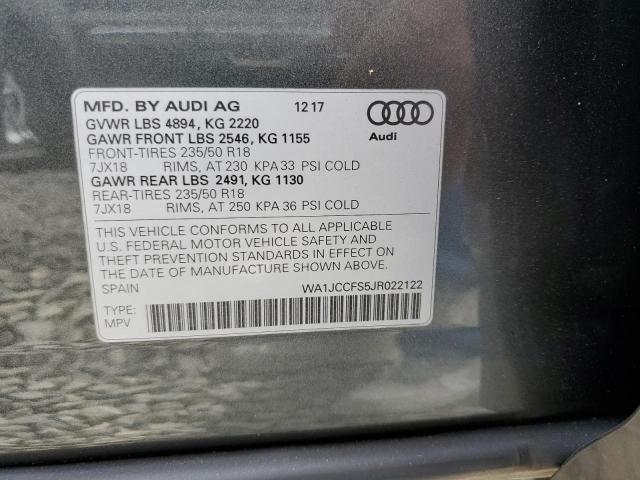 MFD. BY AUDI AG 12 17
GVWR LBS 4894, KG 2220
GAWR FRONT LBS 2546, KG 1155
FRONT-TIRES 235/50 R18
7JX18 RIMS, AT 230 KPA 33 PSI COLD
GAWR REAR LBS 2491, KG 1130
REAR-TIRES 235/50 R18
7JX18 RIMS, AT 250 KPA 36 PSI COLD
Audi
THIS VEHICLE CONFORMS TO ALL APPLICABLE
U.S. FEDERAL MOTOR VEHICLE SAFETY AND
THEFT PREVENTION STANDARDS IN EFFECT ON
THE DATE OF MANUFACTURE SHOWN ABOVE.
SPAIN WA1JCCFS5JR022122
TYPE:
MPV